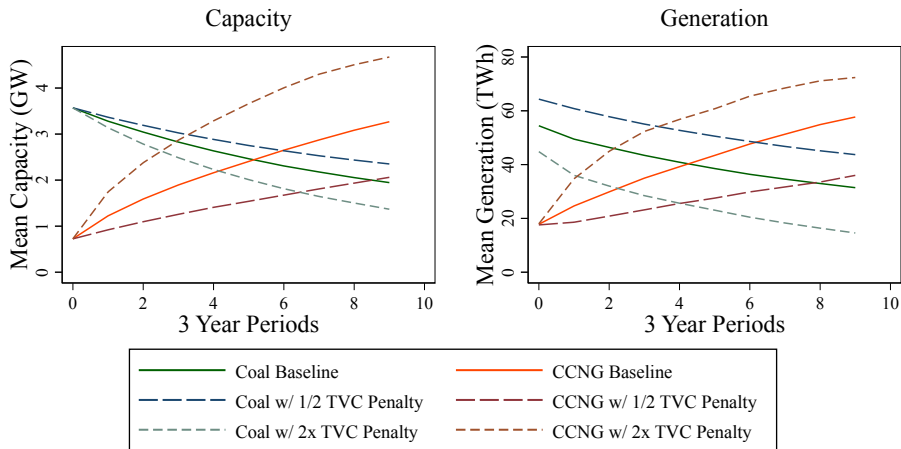 Capacity
Generation
Mean Capacity (GW)
0
1
2
3
4
0
2
4
6
8
10
3 Year Periods
Mean Generation (TWh)
0
20
40
60
80
0
2
4
6
8
10
3 Year Periods
Coal Baseline
CCNG Baseline
Coal w/ 1/2 TVC Penalty
CCNG w/ 1/2 TVC Penalty
Coal w/ 2x TVC Penalty
CCNG w/ 2x TVC Penalty